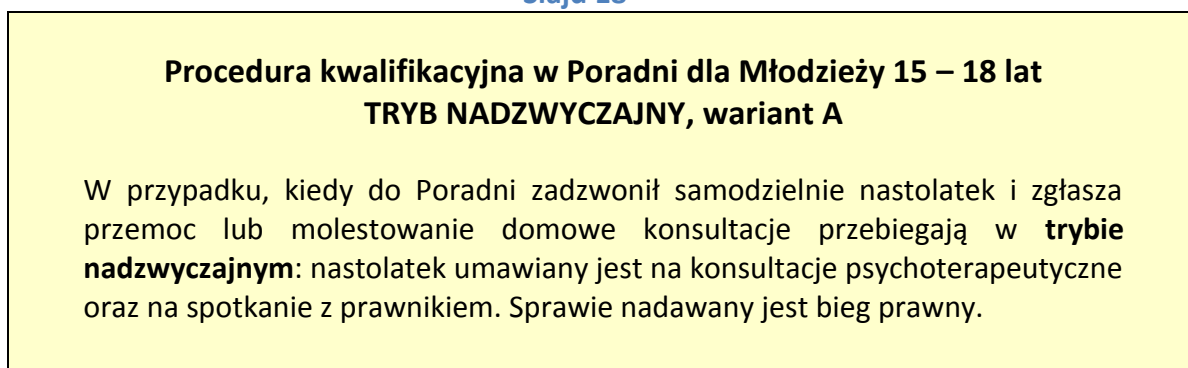 Procedura kwalifikacyjna w Poradni dla Młodzieży 15 – 18 lat
TRYB NADZWYCZAJNY, wariant A
W przypadku, kiedy do Poradni zadzwonił samodzielnie nastolatek i zgłasza
przemoc lub molestowanie domowe konsultacje przebiegają w trybie
nadzwyczajnym: nastolatek umawiany jest na konsultacje psychoterapeutyczne
oraz na spotkanie z prawnikiem. Sprawie nadawany jest bieg prawny.